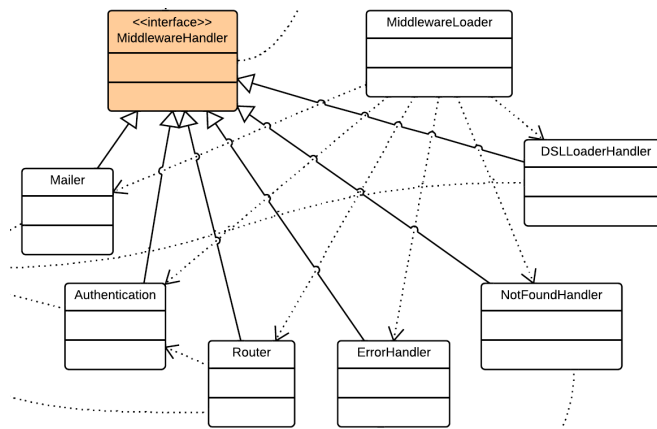 <<interface>>
MiddlewareHandler
MiddlewareLoader
DSLLoaderHandler
Mailer
Authentication
NotFoundHandler
Router
ErrorHandler